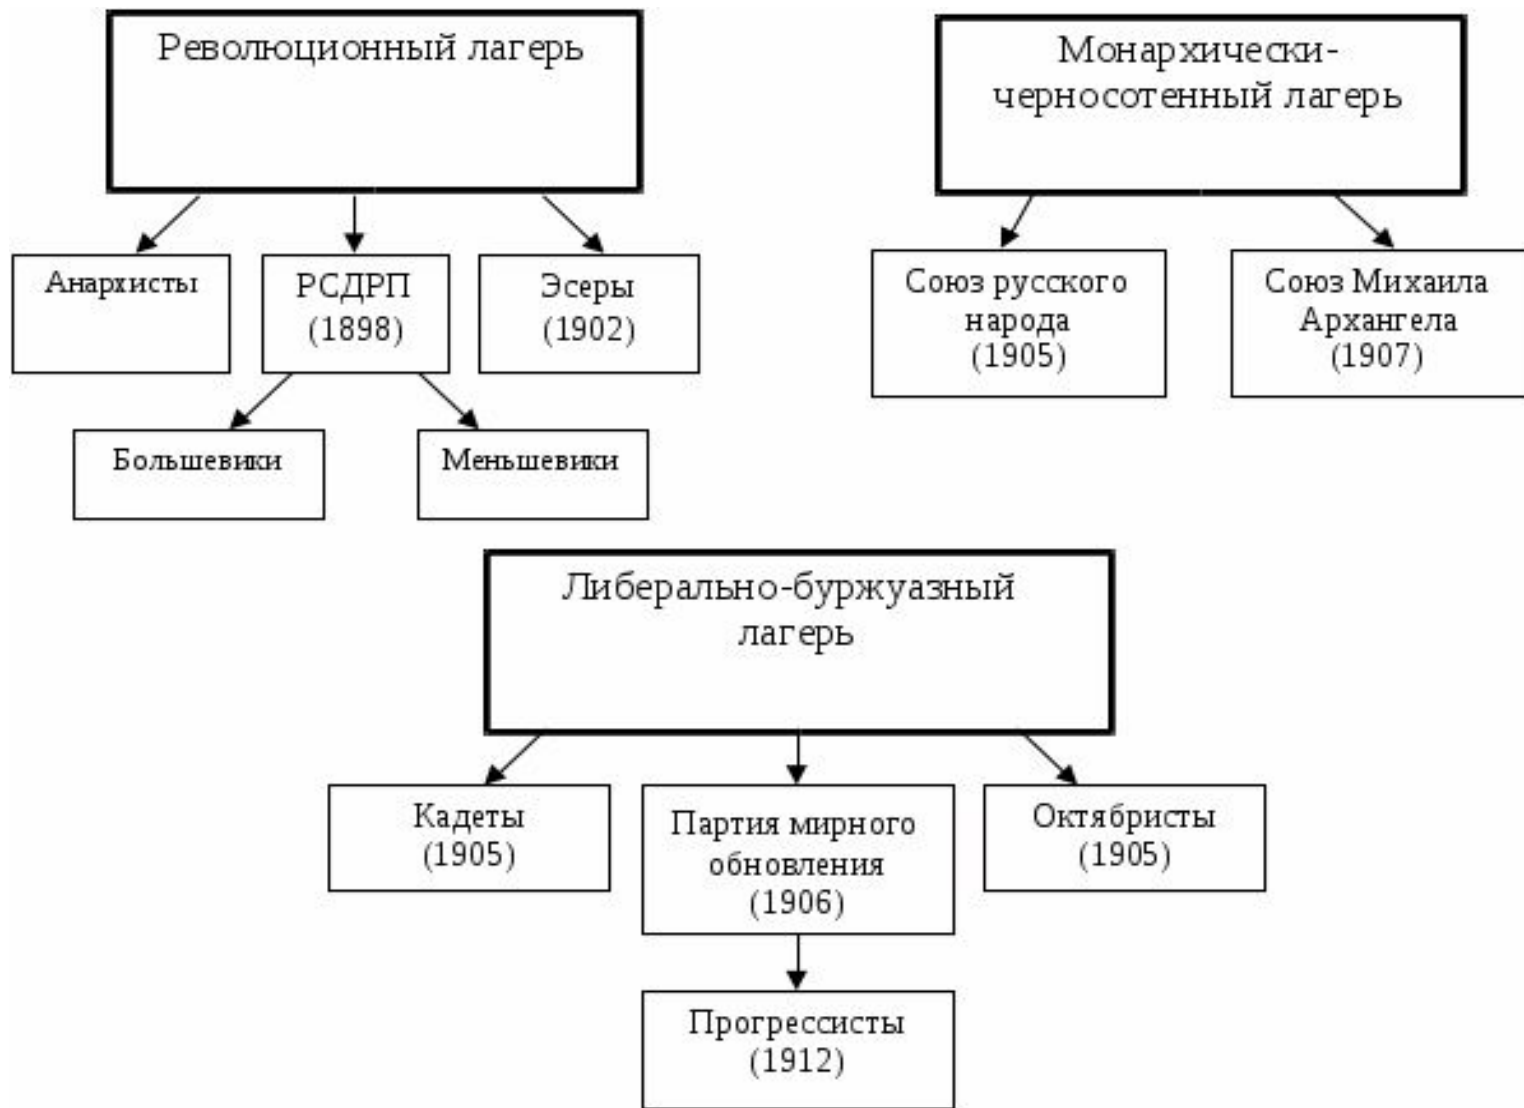 Революционный лагерь
Анархисты
РСДРП
(1898)
Эсеры
(1902)
Большевики
Меньшевики
Монархически-
черносотенный лагерь
Союз русского
народа
(1905)
Союз Михаила
Архангела
(1907)
Либерально-буржуазный
лагерь
Кадеты
(1905)
Партия мирного
обновления
(1906)
Октябристы
(1905)
Прогрессисты
(1912)